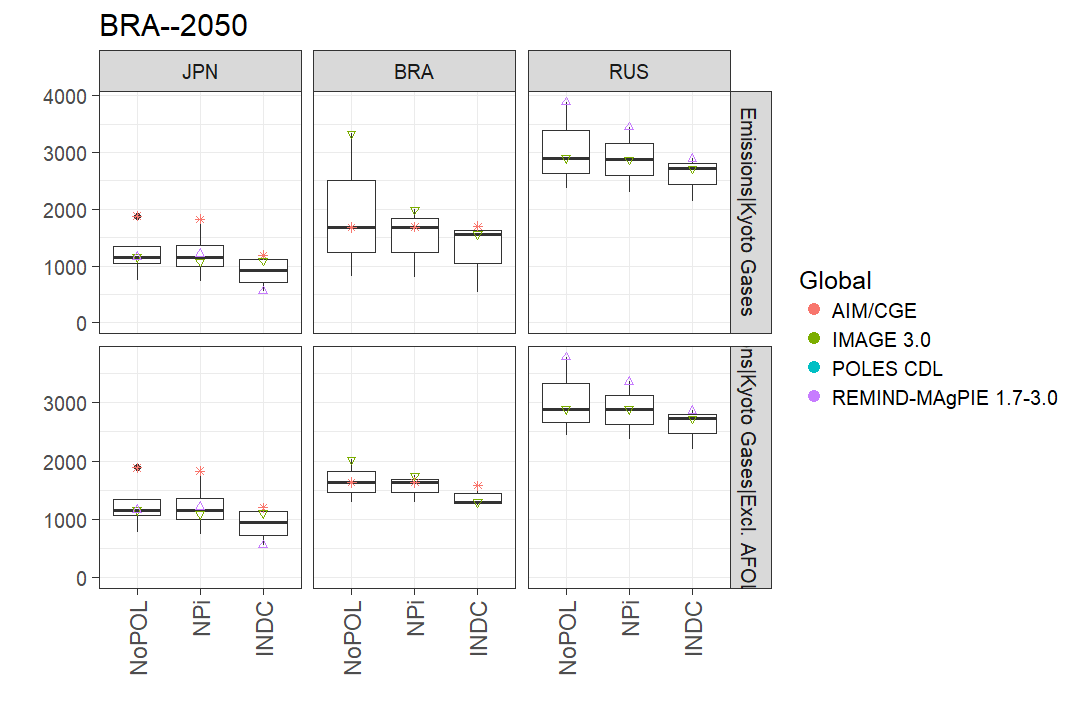 BRA--2050
JPN BRA RUS
4000
3000
2000
1000
0
Emissions|Kyoto Gases
3000
2000
1000
0
ns|Kyoto Gases|Excl. AFOL
NoPOL NPi INDC NoPOL NPi INDC NoPOL NPi INDC
Global
AIM/CGE
IMAGE 3.0
POLES CDL
REMIND-MAgPIE 1.7-3.0